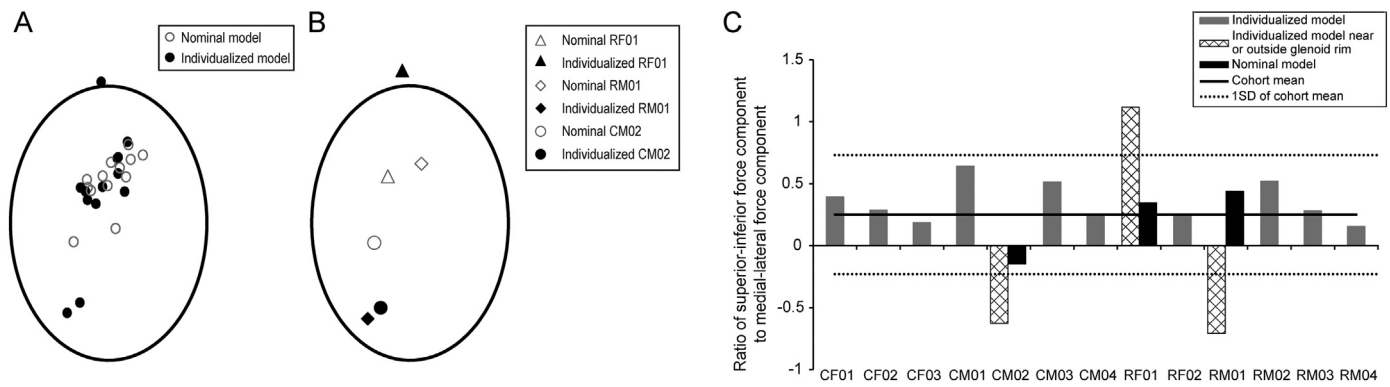 A
Nominal model
Individualized model
B
Nominal RF01
Individualized RF01
Nominal RM01
Individualized RM01
Nominal CM02
Individualized CM02
C
Individualized model
Individualized model near
or outside glenoid rim
Nominal model
Cohort mean
1SD of cohort mean
Ratio of superior-inferior force component
to medial-lateral force component
1.5
1
0.5
0
-0.5
-1
CF01 CF02 CF03 CM01 CM02 CM03 CM04 RF01 RF02 RM01 RM02 RM03 RM04